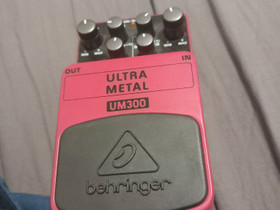 OUT
IN
ULTRA
METAL
UM300
behringer